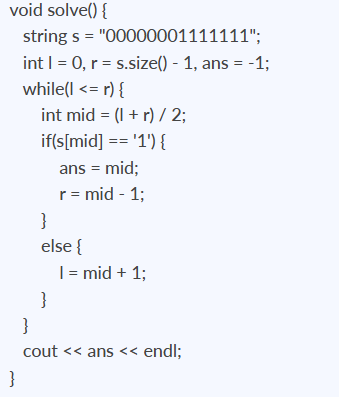 void solve() {
string s = "00000001111111";
int l = 0, r = s.size() - 1, ans = -1;
while(l <= r) {
int mid = (l + r) / 2;
if(s[mid] == '1') {
ans = mid;
r = mid - 1;
}
else {
l = mid + 1;
}
}
cout << ans << endl;
}